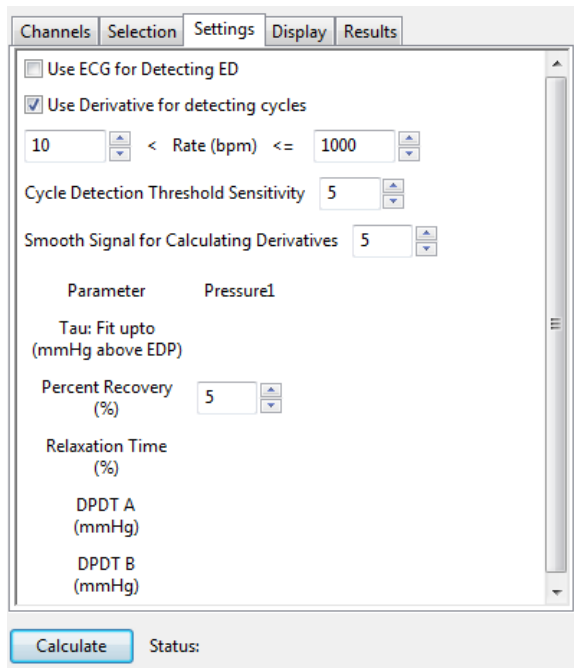 Channels Selection Settings Display Results
Use ECG for Detecting ED
Use Derivative for detecting cycles
10 < Rate (bpm) <= 1000
Cycle Detection Threshold Sensitivity 5
Smooth Signal for Calculating Derivatives 5
Parameter Pressure1
Tau: Fit upto
(mmHg above EDP)
Percent Recovery
(%) 5
Relaxation Time
(%)
DPDT A
(mmHg)
DPDT B
(mmHg)
Calculate Status: